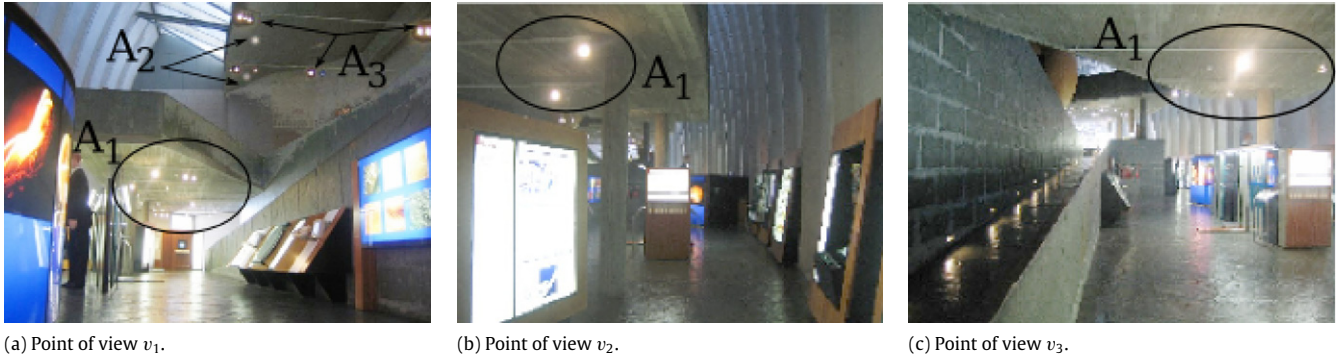 A₂
A₃
A₁
A₁
A₁
(a) Point of view v₁.
(b) Point of view v₂.
(c) Point of view v₃.